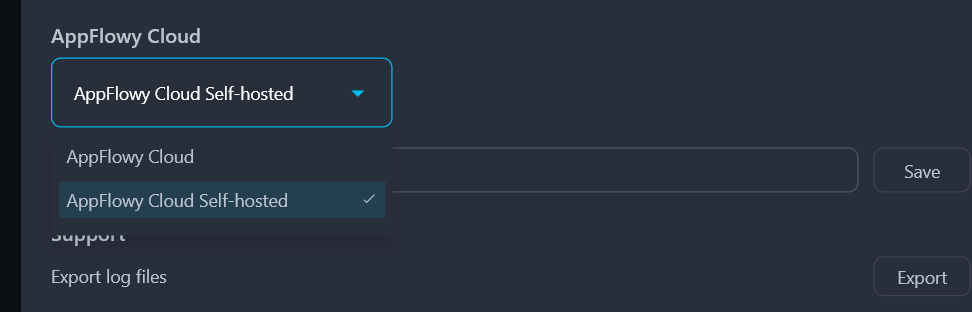 AppFlowy Cloud
AppFlowy Cloud Self-hosted
AppFlowy Cloud
AppFlowy Cloud Self-hosted
Save
Support
Export log files
Export